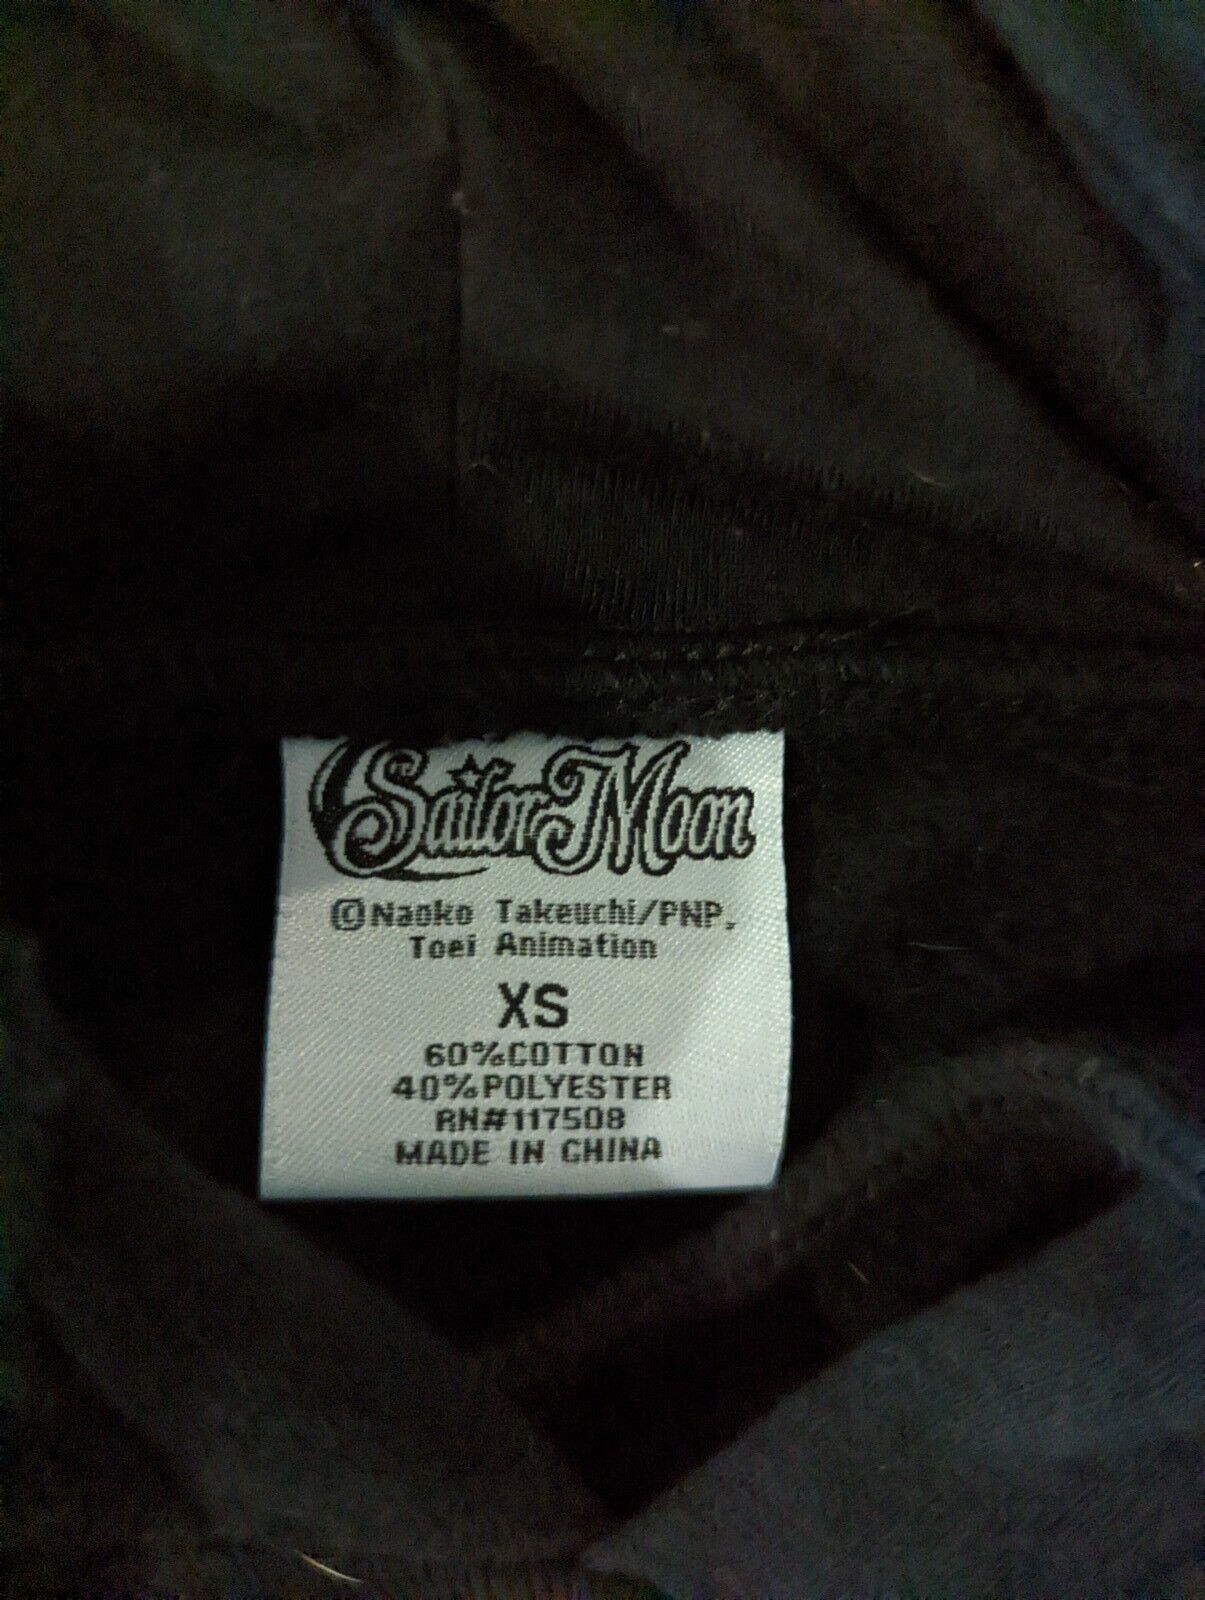 Sailor Moon
©Naoko Takeuchi/PNP,
Toei Animation
XS
60%COTTON
40%POLYESTER
RN#117508
MADE IN CHINA